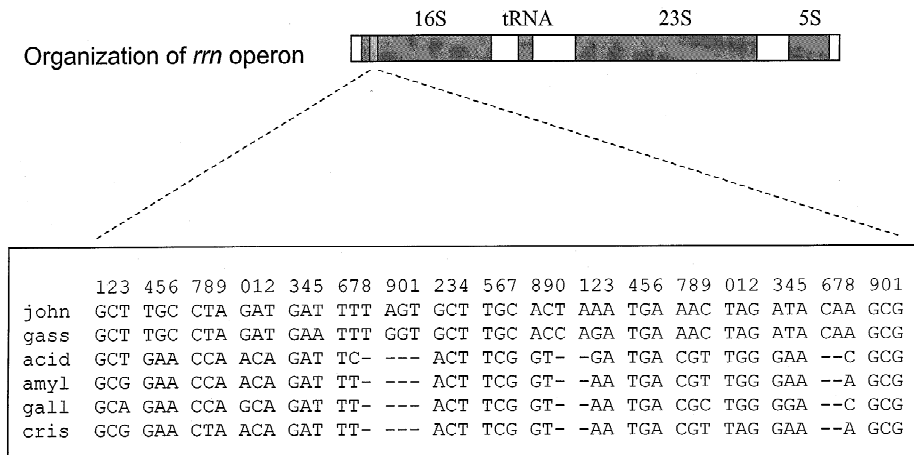 16S tRNA 23S 5S
Organization of rrn operon
123 456 789 012 345 678 901 234 567 890 123 456 789 012 345 678 901
john GCT TGC CTA GAT GAT TTT AGT GCT TGC ACT AAA TGA AAC TAG ATA CAA GCG
gass GCT TGC CTA GAT GAA TTT GGT GCT TGC ACC AGA TGA AAC TAG ATA CAA GCG
acid GCT GAA CCA ACA GAT TC- --- ACT TCG GT- -GA TGA CGT TGG GAA --C GCG
amyl GCG GAA CCA ACA GAT TT- --- ACT TCG GT- -AA TGA CGT TGG GAA --A GCG
gall GCA GAA CCA GCA GAT TT- --- ACT TCG GT- -AA TGA CGC TGG GGA --C GCG
cris GCG GAA CTA ACA GAT TT- --- ACT TCG GT- -AA TGA CGT TAG GAA --A GCG